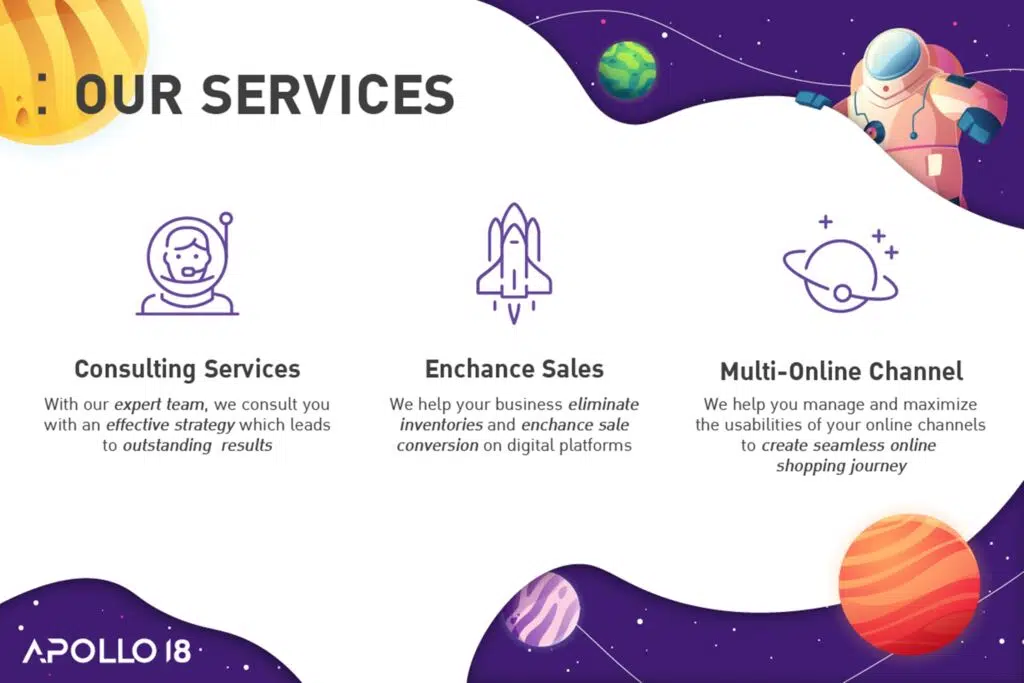 : OUR SERVICES
Consulting Services
With our expert team, we consult you
with an effective strategy which leads
to outstanding results
Enchance Sales
We help your business eliminate
inventories and enchance sale
conversion on digital platforms
Multi-Online Channel
We help you manage and maximize
the usabilities of your online channels
to create seamless online
shopping journey
APOLLO 18